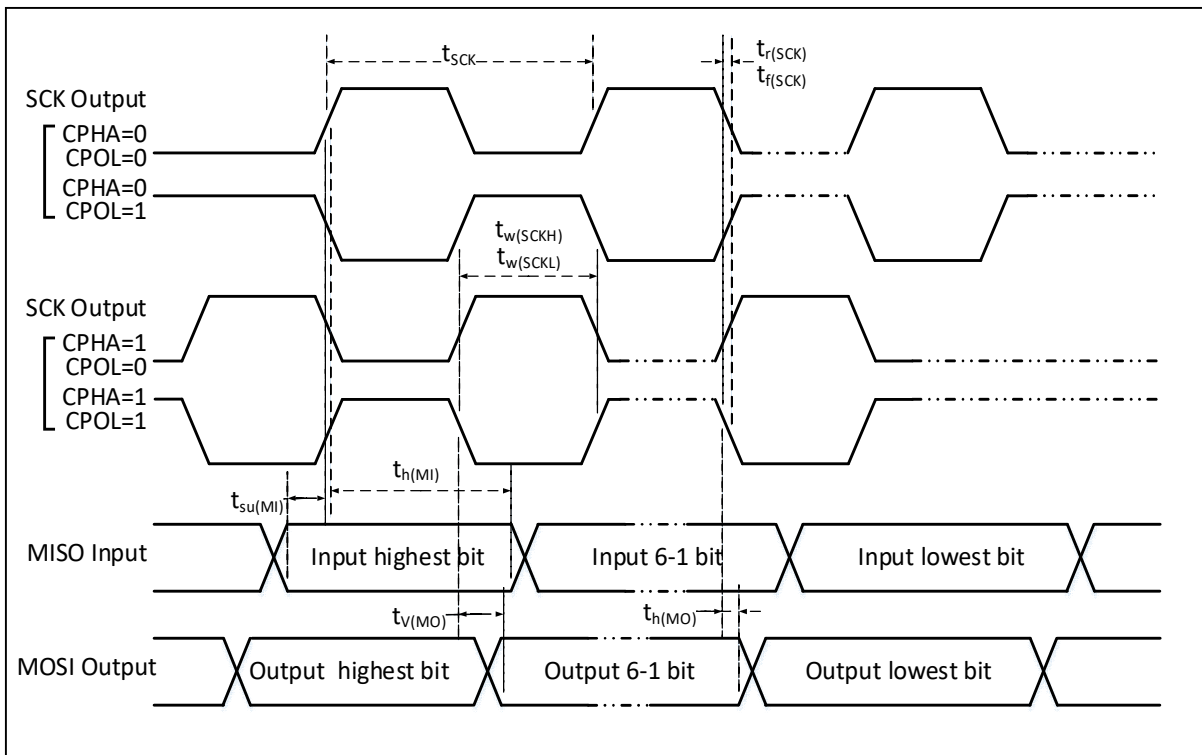 tSCK
tr(SCK)
tf(SCK)
SCK Output
CPHA=0
CPOL=0
CPHA=0
CPOL=1
tw(SCKH)
tw(SCKL)
SCK Output
CPHA=1
CPOL=0
CPHA=1
CPOL=1
th(MI)
tsu(MI)
MISO Input
Input highest bit
Input 6-1 bit
Input lowest bit
tV(MO)
th(MO)
MOSI Output
Output highest bit
Output 6-1 bit
Output lowest bit